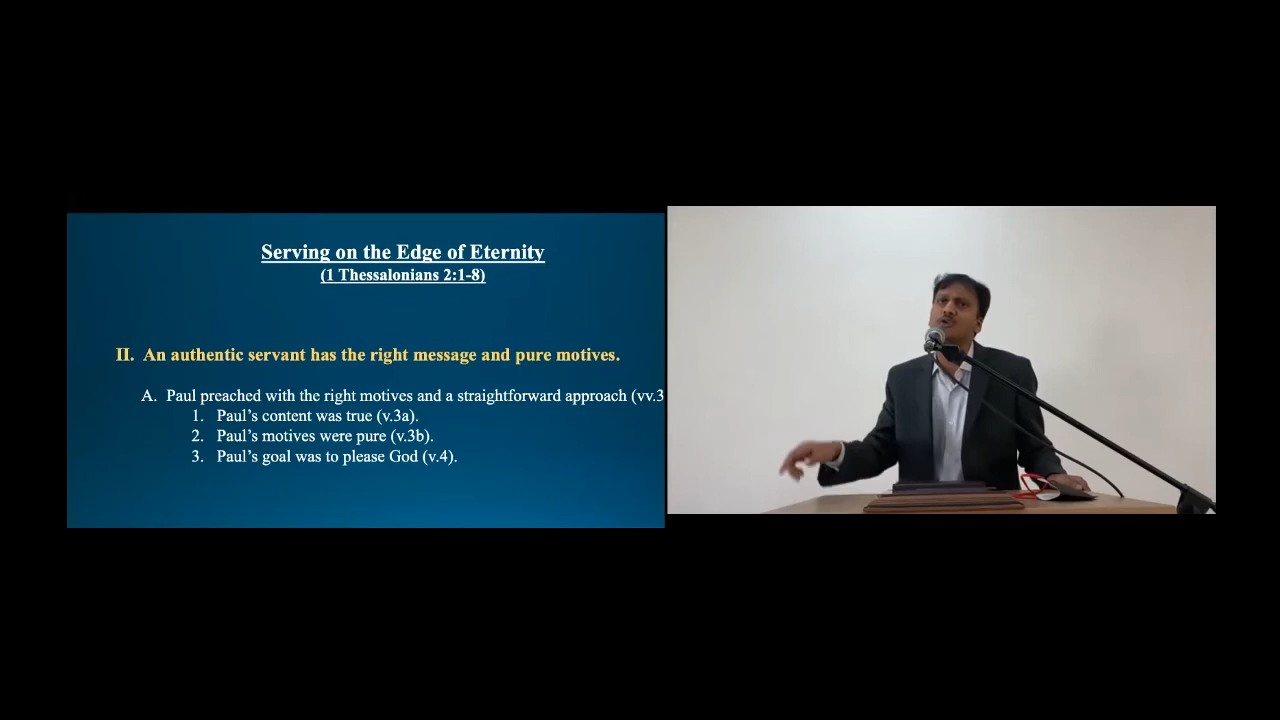 Serving on the Edge of Eternity
(1 Thessalonians 2:1-8)
II. An authentic servant has the right message and pure motives.
A. Paul preached with the right motives and a straightforward approach (vv.3
1. Paul’s content was true (v.3a).
2. Paul’s motives were pure (v.3b).
3. Paul’s goal was to please God (v.4).